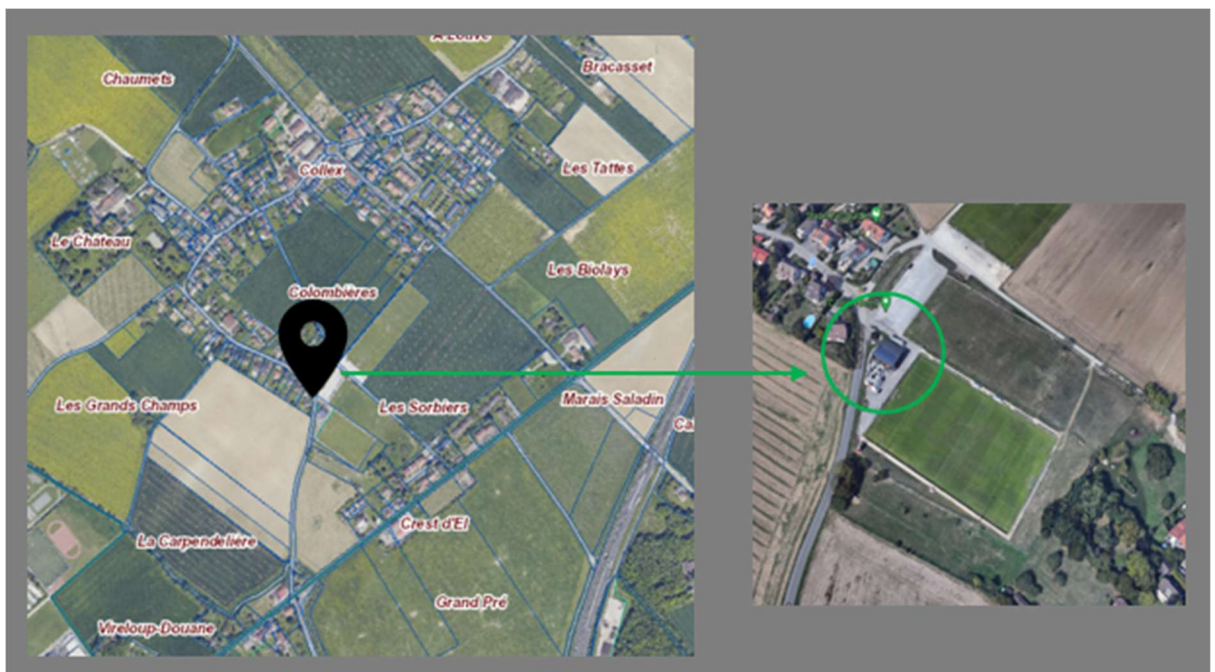 A Louve
Bracasset
Chaumets
Les Tattes
Collex
Le Château
Les Biolays
Colombières
Les Grands Champs
Les Sorbiers
Marais Saladin
Crest d'El
La Carpendelière
Grand Pré
Vireloup-Douane